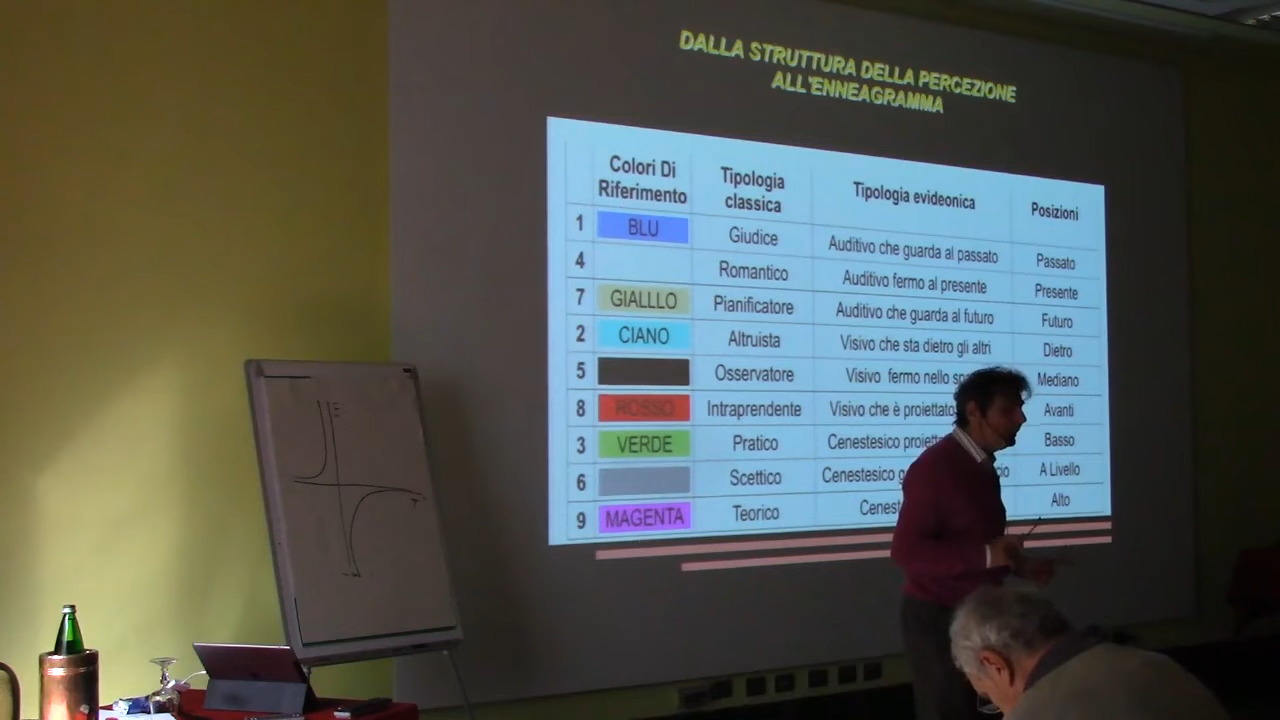 DALLA STRUTTURA DELLA PERCEZIONE
ALL'ENNEAGRAMMA
Colori Di Riferimento Tipologia classica Tipologia evideonica Posizioni
1 BLU Giudice Auditivo che guarda al passato Passato
4 Romantico Auditivo fermo al presente Presente
7 GIALLLO Pianificatore Auditivo che guarda al futuro Futuro
2 CIANO Altruista Visivo che sta dietro gli altri Dietro
5 Osservatore Visivo fermo nello Mediano
8 ROSSO Intraprendente Visivo che è proiettato Avanti
3 VERDE Pratico Cenestesico Basso
6 Scettico Cenestesico A Livello
9 MAGENTA Teorico Alto